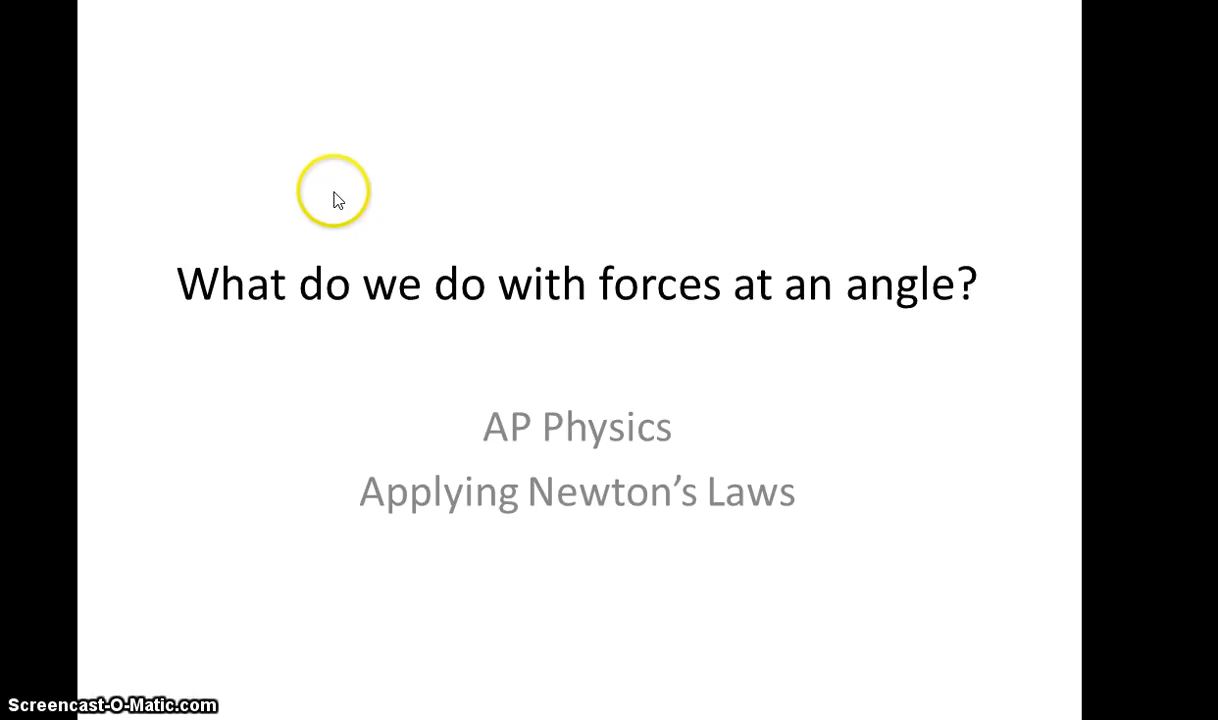 What do we do with forces at an angle?
AP Physics
Applying Newton’s Laws
Screencast-O-Matic.com